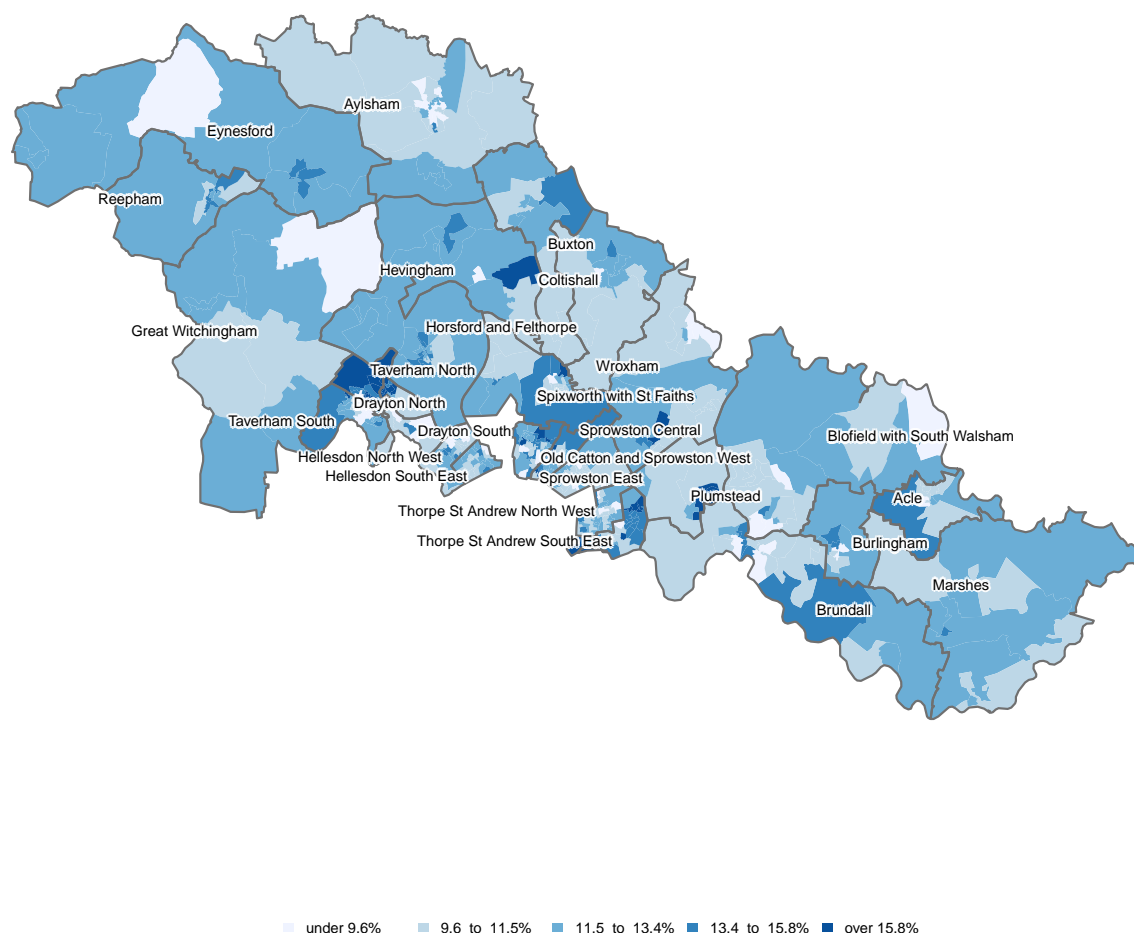 Aylsham
Eynesford
Reepham
Buxton
Hevingham
Coltishall
Great Witchingham
Horsford and Felthorpe
Wroxham
Taverham North
Spixworth with St Faiths
Drayton North
Taverham South
Drayton South
Sprowston Central
Blofield with South Walsham
Hellesdon North West
Old Catton and Sprowston West
Hellesdon South East
Sprowston East
Plumstead
Acle
Thorpe St Andrew North West
Thorpe St Andrew South East
Burlingham
Marshes
Brundall
under 9.6% 9.6 to 11.5% 11.5 to 13.4% 13.4 to 15.8% over 15.8%